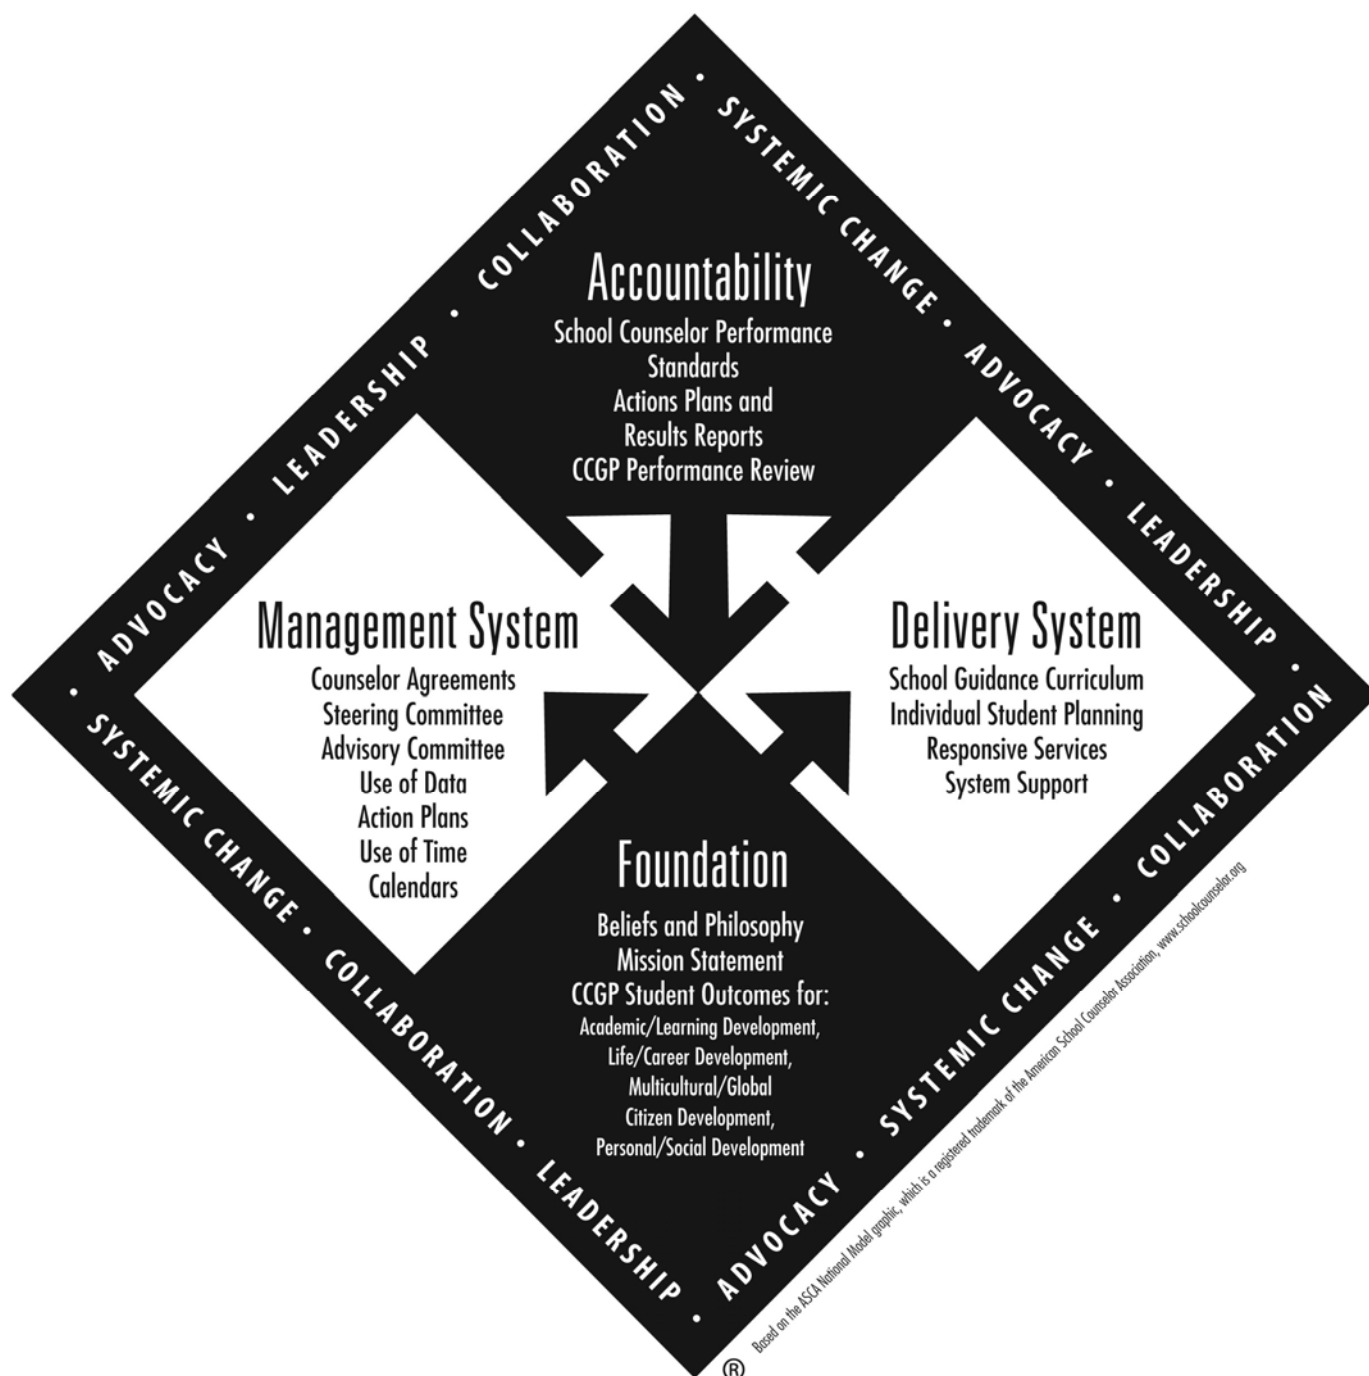 ADVOCACY • LEADERSHIP • COLLABORATION •
SYSTEMIC CHANGE • ADVOCACY • LEADERSHIP •
Accountability
School Counselor Performance
Standards
Actions Plans and
Results Reports
CCGP Performance Review
Management System
Counselor Agreements
Steering Committee
Advisory Committee
Use of Data
Action Plans
Use of Time
Calendars
Delivery System
School Guidance Curriculum
Individual Student Planning
Responsive Services
System Support
Foundation
Beliefs and Philosophy
Mission Statement
CCGP Student Outcomes for:
Academic/Learning Development,
Life/Career Development,
Multicultural/Global
Citizen Development,
Personal/Social Development
• SYSTEMIC CHANGE • COLLABORATION • LEADERSHIP •
ADVOCACY • SYSTEMIC CHANGE • COLLABORATION
Based on the ASCA National Model graphic, which is a registered trademark of the American School Counselor Association, www.schoolcounselor.org
®